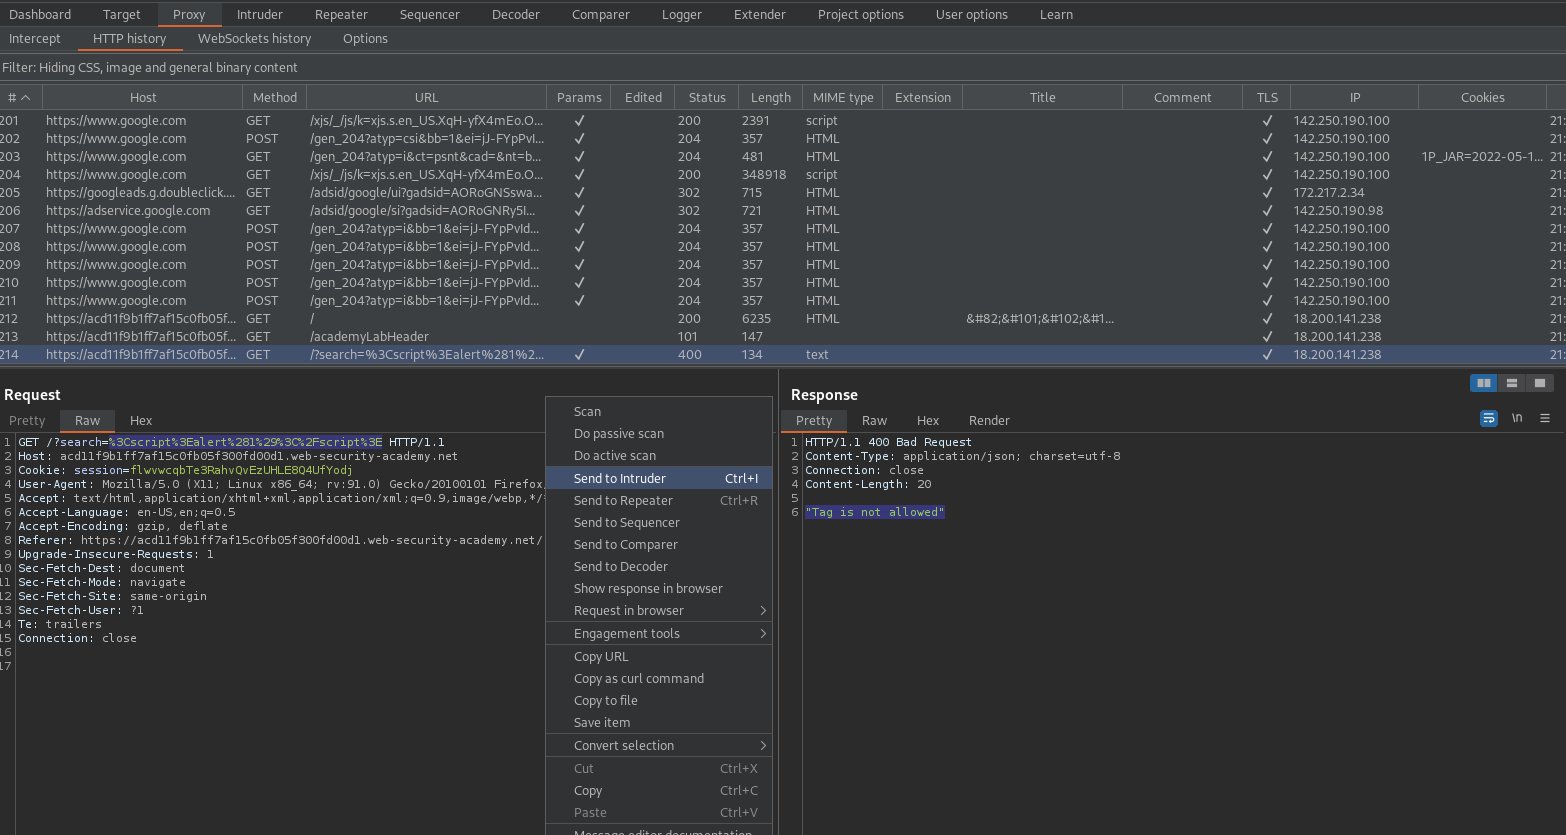 Dashboard Target Proxy Intruder Repeater Sequencer Decoder Comparer Logger Extender Project options User options Learn
Intercept HTTP history WebSockets history Options
Filter: Hiding CSS, image and general binary content
# Host Method URL Params Edited Status Length MIME type Extension Title Comment TLS IP Cookies
201 https://www.google.com GET /xjs/_/js/k=xjs.s.en_US.XqH-yfX4mEo.O... ✓ 200 2391 script ✓ 142.250.190.100 21:
202 https://www.google.com POST /gen_204?atyp=csi&bb=1&ei=jJ-FYpPvI... ✓ 204 357 HTML ✓ 142.250.190.100 21:
203 https://www.google.com GET /gen_204?atyp=i&ct=psnt&cad=&nt=b... ✓ 204 481 HTML ✓ 142.250.190.100 1P_JAR=2022-05-1... 21:
204 https://www.google.com GET /xjs/_/js/k=xjs.s.en_US.XqH-yfX4mEo.O... ✓ 200 348918 script ✓ 142.250.190.100 21:
205 https://googleads.g.doubleclick.... GET /adsid/google/ui?gadsid=AORoGNSswa... ✓ 302 715 HTML ✓ 172.217.2.34 21:
206 https://adservice.google.com GET /adsid/google/si?gadsid=AORoGNRy5I... ✓ 302 721 HTML ✓ 142.250.190.98 21:
207 https://www.google.com POST /gen_204?atyp=i&bb=1&ei=jJ-FYpPvId... ✓ 204 357 HTML ✓ 142.250.190.100 21:
208 https://www.google.com POST /gen_204?atyp=i&bb=1&ei=jJ-FYpPvId... ✓ 204 357 HTML ✓ 142.250.190.100 21:
209 https://www.google.com POST /gen_204?atyp=i&bb=1&ei=jJ-FYpPvId... ✓ 204 357 HTML ✓ 142.250.190.100 21:
210 https://www.google.com POST /gen_204?atyp=i&bb=1&ei=jJ-FYpPvId... ✓ 204 357 HTML ✓ 142.250.190.100 21:
211 https://www.google.com POST /gen_204?atyp=i&bb=1&ei=jJ-FYpPvId... ✓ 204 357 HTML ✓ 142.250.190.100 21:
212 https://acd11f9b1ff7af15c0fb05f... GET / 200 6235 HTML &#82;&#101;&#102;&#1... ✓ 18.200.141.238 21:
213 https://acd11f9b1ff7af15c0fb05f... GET /academyLabHeader 101 147 ✓ 18.200.141.238 21:
214 https://acd11f9b1ff7af15c0fb05f... GET /?search=%3Cscript%3Ealert%281%2... ✓ 400 134 text ✓ 18.200.141.238 21:
Request
Pretty Raw Hex
1 GET /?search=%3Cscript%3Ealert%281%29%3C%2Fscript%3E HTTP/1.1
2 Host: acd11f9b1ff7af15c0fb05f300fd00d1.web-security-academy.net
3 Cookie: session=flwvwcqbTe3RahvQvEzUHLE8Q4UfYodj
4 User-Agent: Mozilla/5.0 (X11; Linux x86_64; rv:91.0) Gecko/20100101 Firefox/
5 Accept: text/html,application/xhtml+xml,application/xml;q=0.9,image/webp,*/*
6 Accept-Language: en-US,en;q=0.5
7 Accept-Encoding: gzip, deflate
8 Referer: https://acd11f9b1ff7af15c0fb05f300fd00d1.web-security-academy.net/
9 Upgrade-Insecure-Requests: 1
10 Sec-Fetch-Dest: document
11 Sec-Fetch-Mode: navigate
12 Sec-Fetch-Site: same-origin
13 Sec-Fetch-User: ?1
14 Te: trailers
15 Connection: close
16
17
Scan
Do passive scan
Do active scan
Send to Intruder Ctrl+I
Send to Repeater Ctrl+R
Send to Sequencer
Send to Comparer
Send to Decoder
Show response in browser
Request in browser
Engagement tools
Copy URL
Copy as curl command
Copy to file
Save item
Convert selection
Cut Ctrl+X
Copy Ctrl+C
Paste Ctrl+V
Message editor documentation
Response
Pretty Raw Hex Render \n
1 HTTP/1.1 400 Bad Request
2 Content-Type: application/json; charset=utf-8
3 Connection: close
4 Content-Length: 20
5
6 "Tag is not allowed"